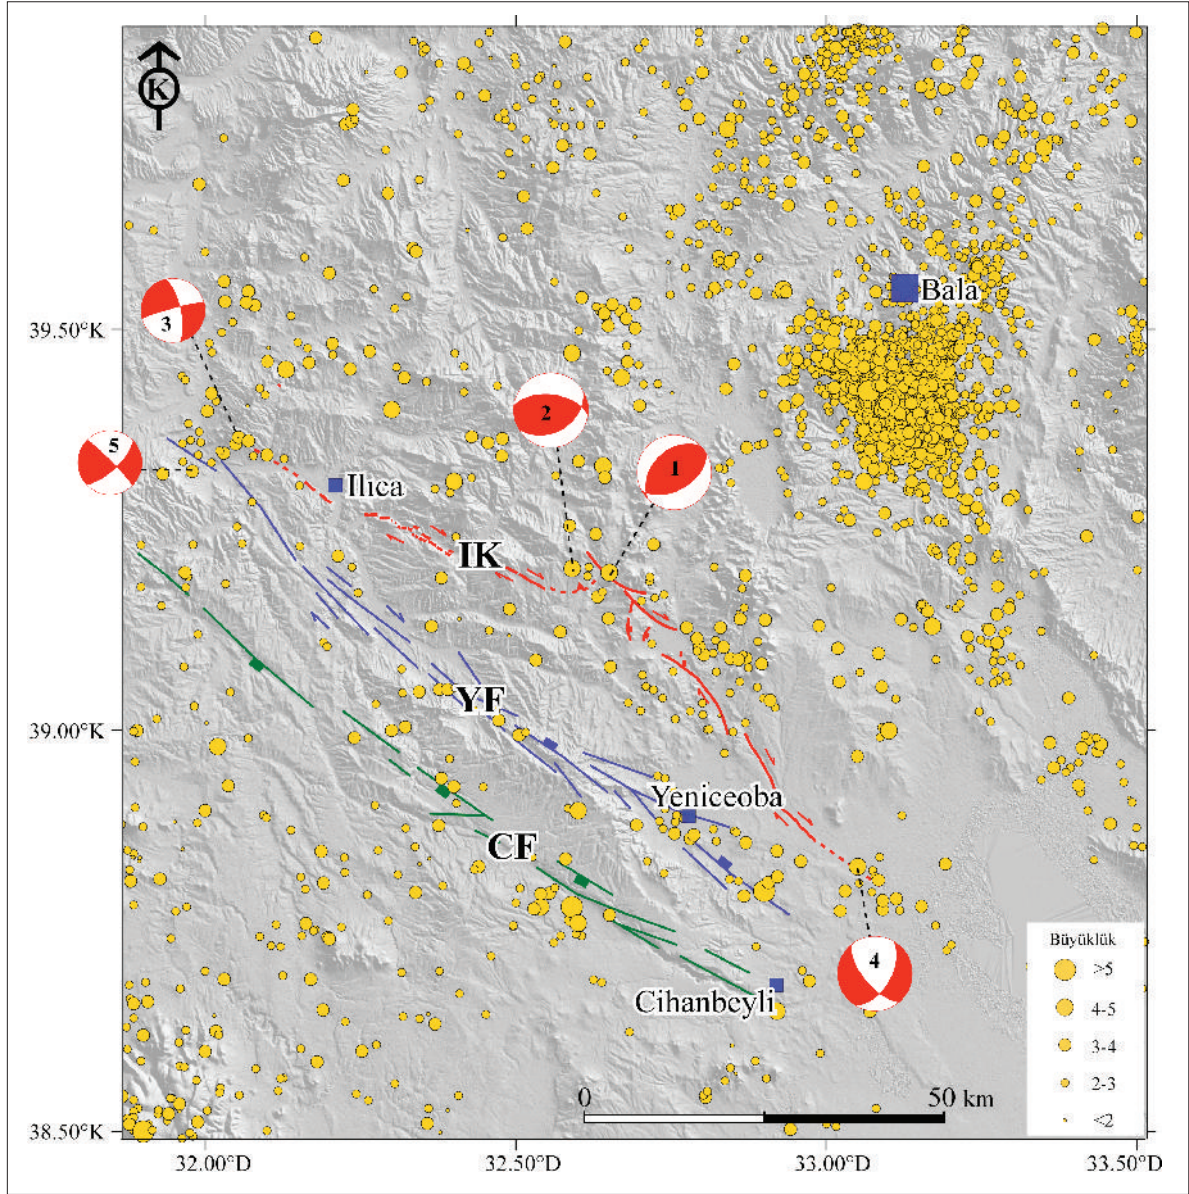 K
Bala
39.50°K
3
2
1
5
Ilıca
IK
YF
39.00°K
Yeniceoba
CF
4
Cihanbeyli
Büyüklük
>5
4-5
3-4
2-3
<2
0
50 km
38.50°K
32.00°D
32.50°D
33.00°D
33.50°D